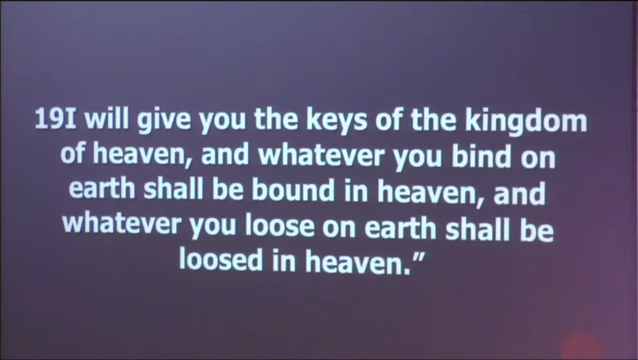 19I will give you the keys of the kingdom
of heaven, and whatever you bind on
earth shall be bound in heaven, and
whatever you loose on earth shall be
loosed in heaven.”